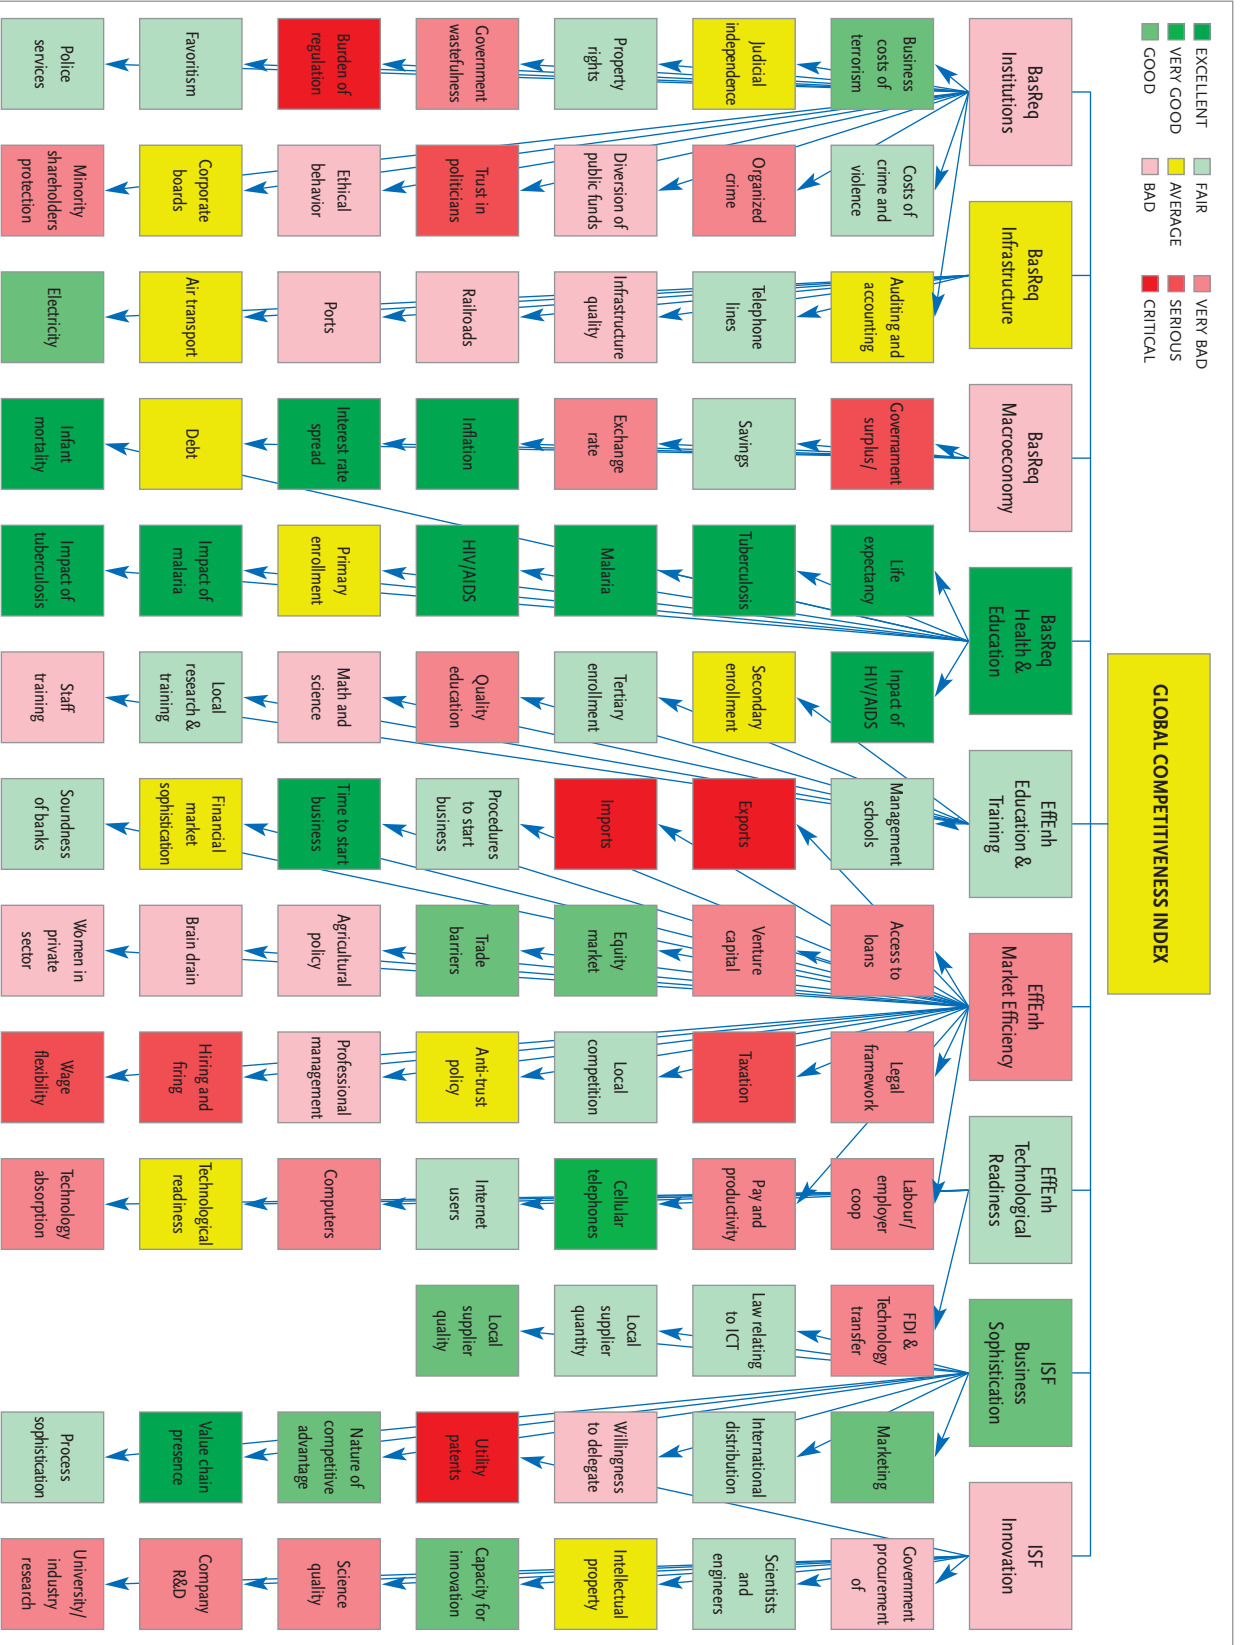 GLOBAL COMPETITIVENESS INDEX
EXCELLENT
VERY GOOD
GOOD
FAIR
AVERAGE
BAD
VERY BAD
SERIOUS
CRITICAL
BasReq
Institutions
BasReq
Infrastructure
BasReq
Macroeconomy
BasReq
Health &
Education
EffEnh
Education &
Training
EffEnh
Market Efficiency
EffEnh
Technological
Readiness
ISF
Business
Sophistication
ISF
Innovation
Business
costs of
terrorism
Costs of
crime and
violence
Auditing and
accounting
Governament
surplus/
Life
expectancy
Inpact of
HIV/AIDS
Management
schools
Access to
loans
Legal
framework
Labour/
employer
coop
FDI &
Technology
transfer
Marketing
Government
procurement
of
Judicial
independence
Organized
crime
Telephone
lines
Savings
Tuberculosis
Secondary
enrollment
Exports
Venture
capital
Taxation
Pay and
productivity
Law relating
to ICT
International
distribution
Scientists
and
engineers
Property
rights
Diversion of
public funds
Infrastructure
quality
Exchange
rate
Malaria
Tertiary
enrollment
Imports
Equity
market
Local
competition
Cellular
telephones
Local
supplier
quantity
Willingness
to delegate
Intellectual
property
Government
wastefulness
Trust in
politicians
Railroads
Inflation
HIV/AIDS
Quality
education
Procedures
to start
business
Trade
barriers
Anti-trust
policy
Internet
users
Local
supplier
quality
Utility
patents
Capacity for
innovation
Burden of
regulation
Ethical
behavior
Ports
Interest rate
spread
Primary
enrollment
Math and
science
Time to start
business
Agricultural
policy
Professional
management
Computers
Nature of
competitive
advantage
Science
quality
Favoritism
Corporate
boards
Air transport
Debt
Impact of
malaria
Local
research &
training
Financial
market
sophistication
Brain drain
Hiring and
firing
Technological
readiness
Value chain
presence
Company
R&D
Police
services
Minority
shareholders
protection
Electricity
Infant
mortality
Impact of
tuberculosis
Staff
training
Soundness
of banks
Women in
private
sector
Wage
flexibility
Technology
absorption
Process
sophistication
University/
industry
research